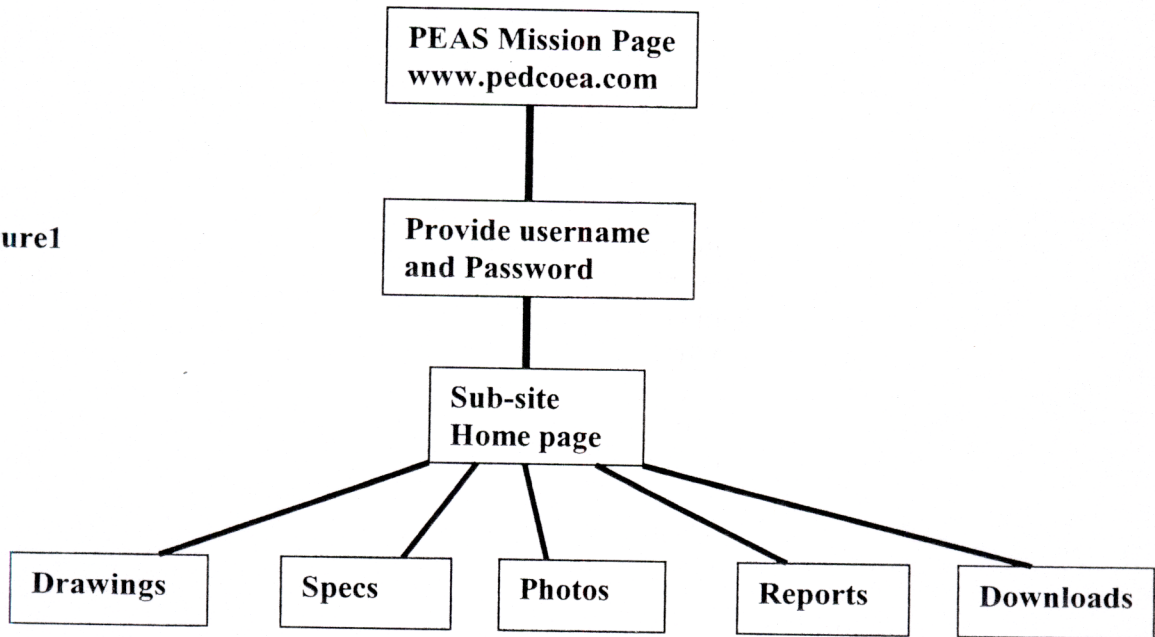 PEAS Mission Page
www.pedcoea.com
ure1
Provide username
and Password
Sub-site
Home page
Drawings
Specs
Photos
Reports
Downloads